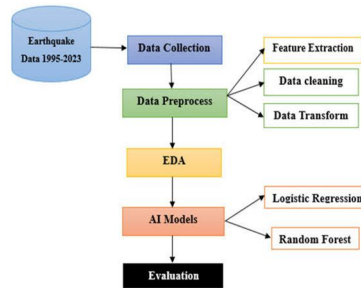 Earthquake
Data 1995-2023
Data Collection
Feature Extraction
Data cleaning
Data Preprocess
Data Transform
EDA
Logistic Regression
AI Models
Random Forest
Evaluation